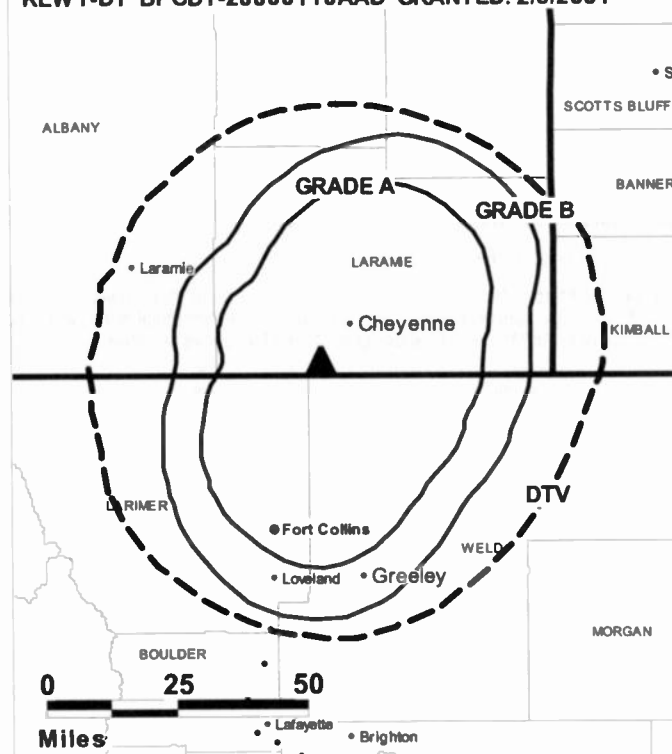 GRANTED:
S
SCOTTS BLUFF
ALBANY
BANNER
GRADE A
GRADE B
LARAMIE
Laramie
Cheyenne
KIMBALL
DTV
LARIMER
Fort Collins
WELD
Loveland
Greeley
MORGAN
BOULDER
0 25 50
Miles
Lafayette
Brighton